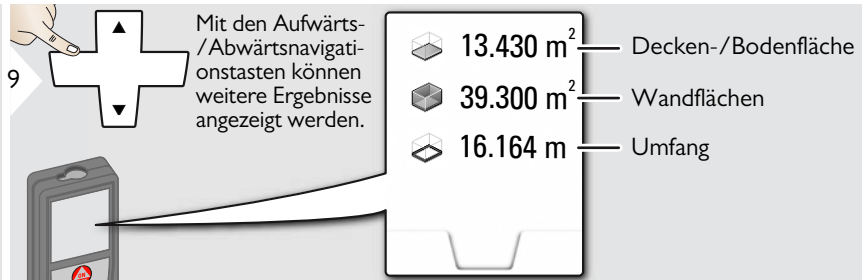 9
Mit den Aufwärts-
/Abwärtsnavigati-
onstasten können
weitere Ergebnisse
angezeigt werden.
13.430 m² Decken-/Bodenfläche
39.300 m² Wandflächen
16.164 m Umfang
ON